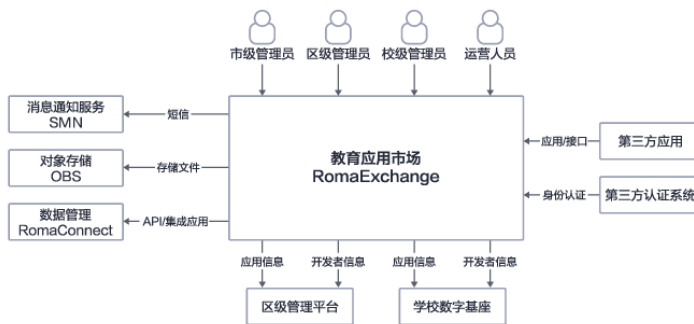 市级管理员
区级管理员
校级管理员
运营人员
消息通知服务
SMN
短信
对象存储
OBS
存储文件
数据管理
RomaConnect
API/集成应用
教育应用市场
RomaExchange
应用/接口
第三方应用
身份认证
第三方认证系统
应用信息
开发者信息
应用信息
开发者信息
区级管理平台
学校数字基座